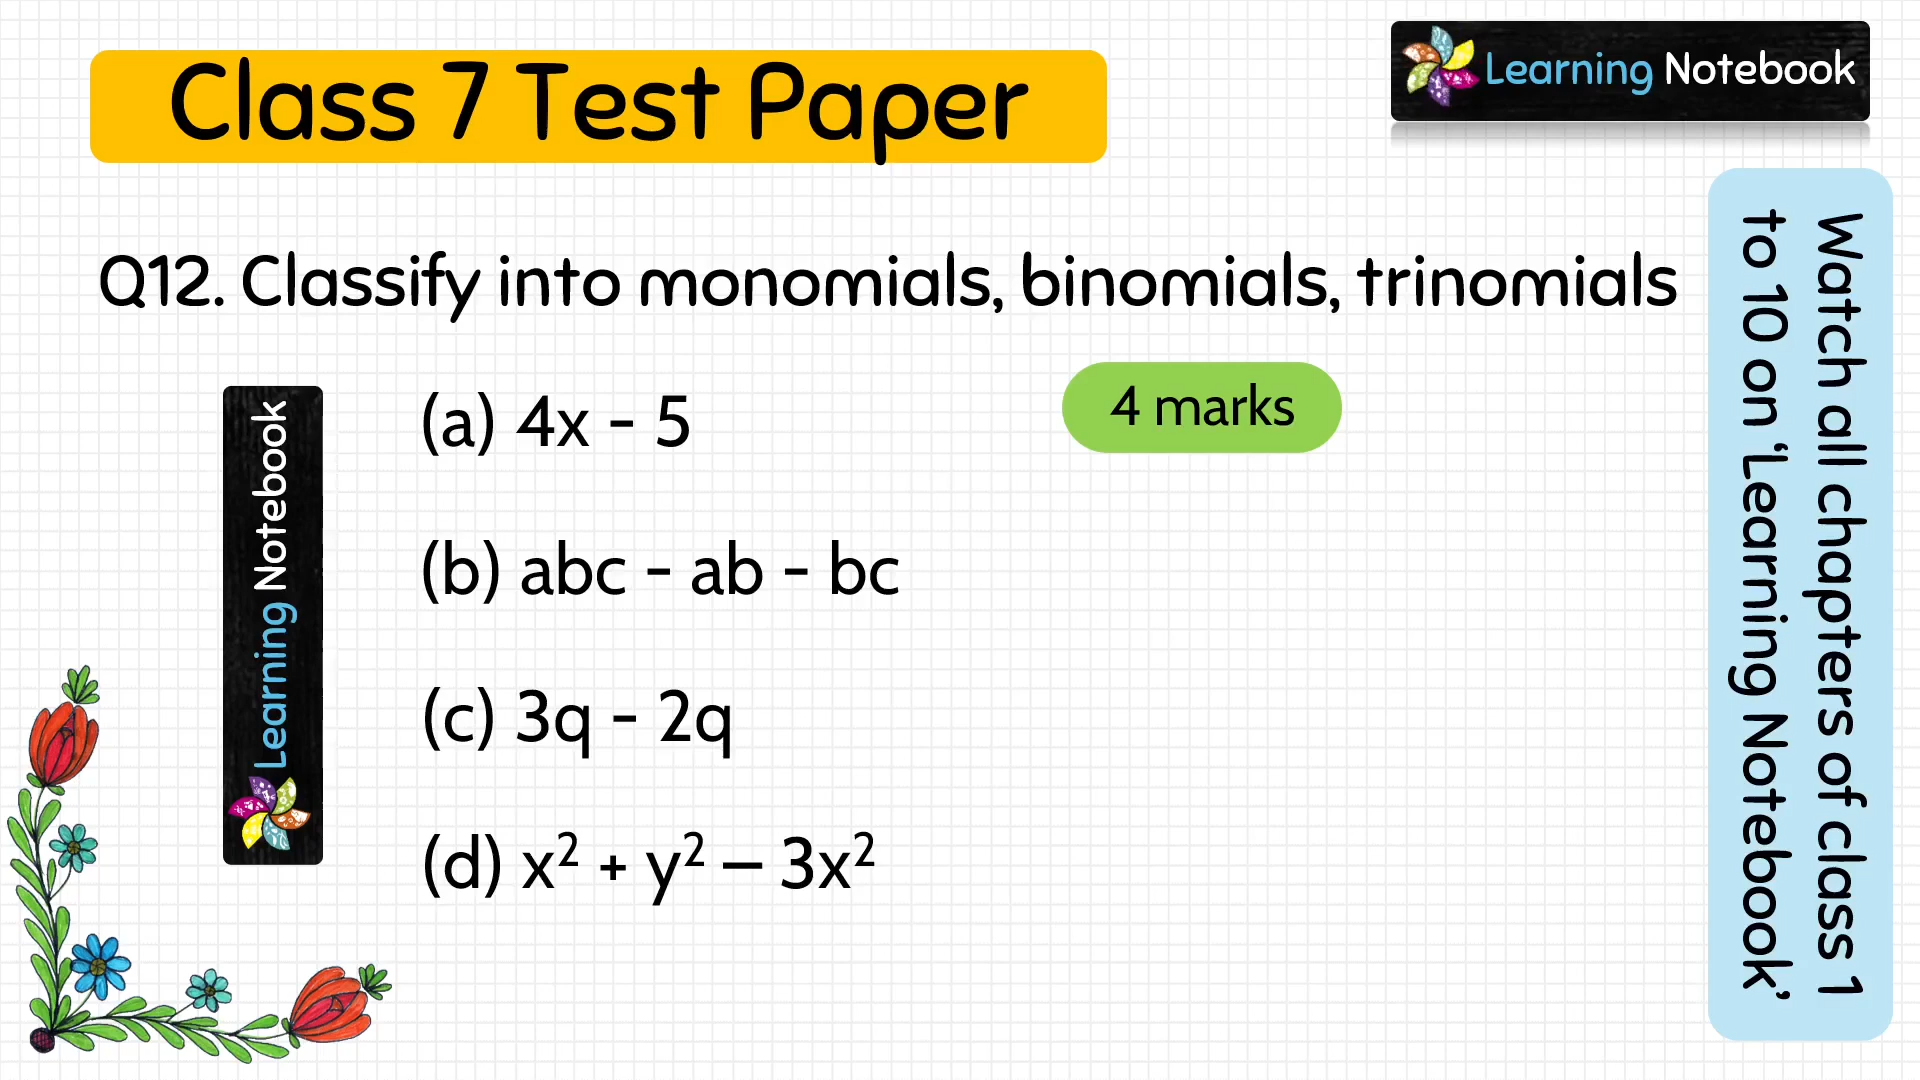 Class 7 Test Paper
Learning Notebook
Q12. Classify into monomials, binomials, trinomials
4 marks
(a) 4x - 5
(b) abc - ab - bc
(c) 3q - 2q
(d) x² + y² – 3x²
Learning Notebook
Watch all chapters of class 1
to 10 on ‘Learning Notebook’